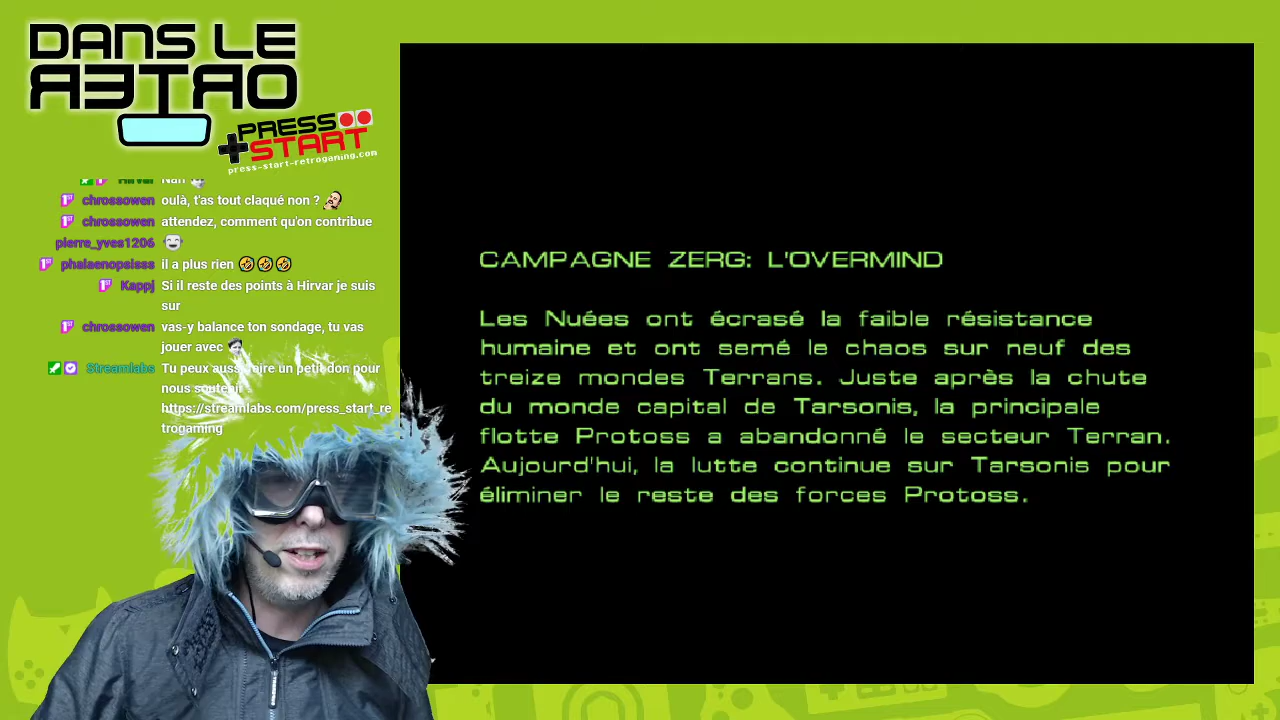 DANS LE
RETRO
PRESS
START
press-start-retrogaming.com
Hirvar Nan
chrossowen oulà, t'as tout claqué non ?
chrossowen attendez, comment qu'on contribue
pierre_yves1206
phalaenopsisss il a plus rien
Kappj Si il reste des points à Hirvar je suis
sur
chrossowen vas-y balance ton sondage, tu vas
jouer avec
Streamlabs Tu peux aussi faire un petit don pour
nous soutenir :
https://streamlabs.com/press_start_re
trogaming
CAMPAGNE ZERG: L'OVERMIND
Les Nuées ont écrasé la faible résistance
humaine et ont semé le chaos sur neuf des
treize mondes Terrans. Juste après la chute
du monde capital de Tarsonis, la principale
flotte Protoss a abandonné le secteur Terran.
Aujourd'hui, la lutte continue sur Tarsonis pour
éliminer le reste des forces Protoss.